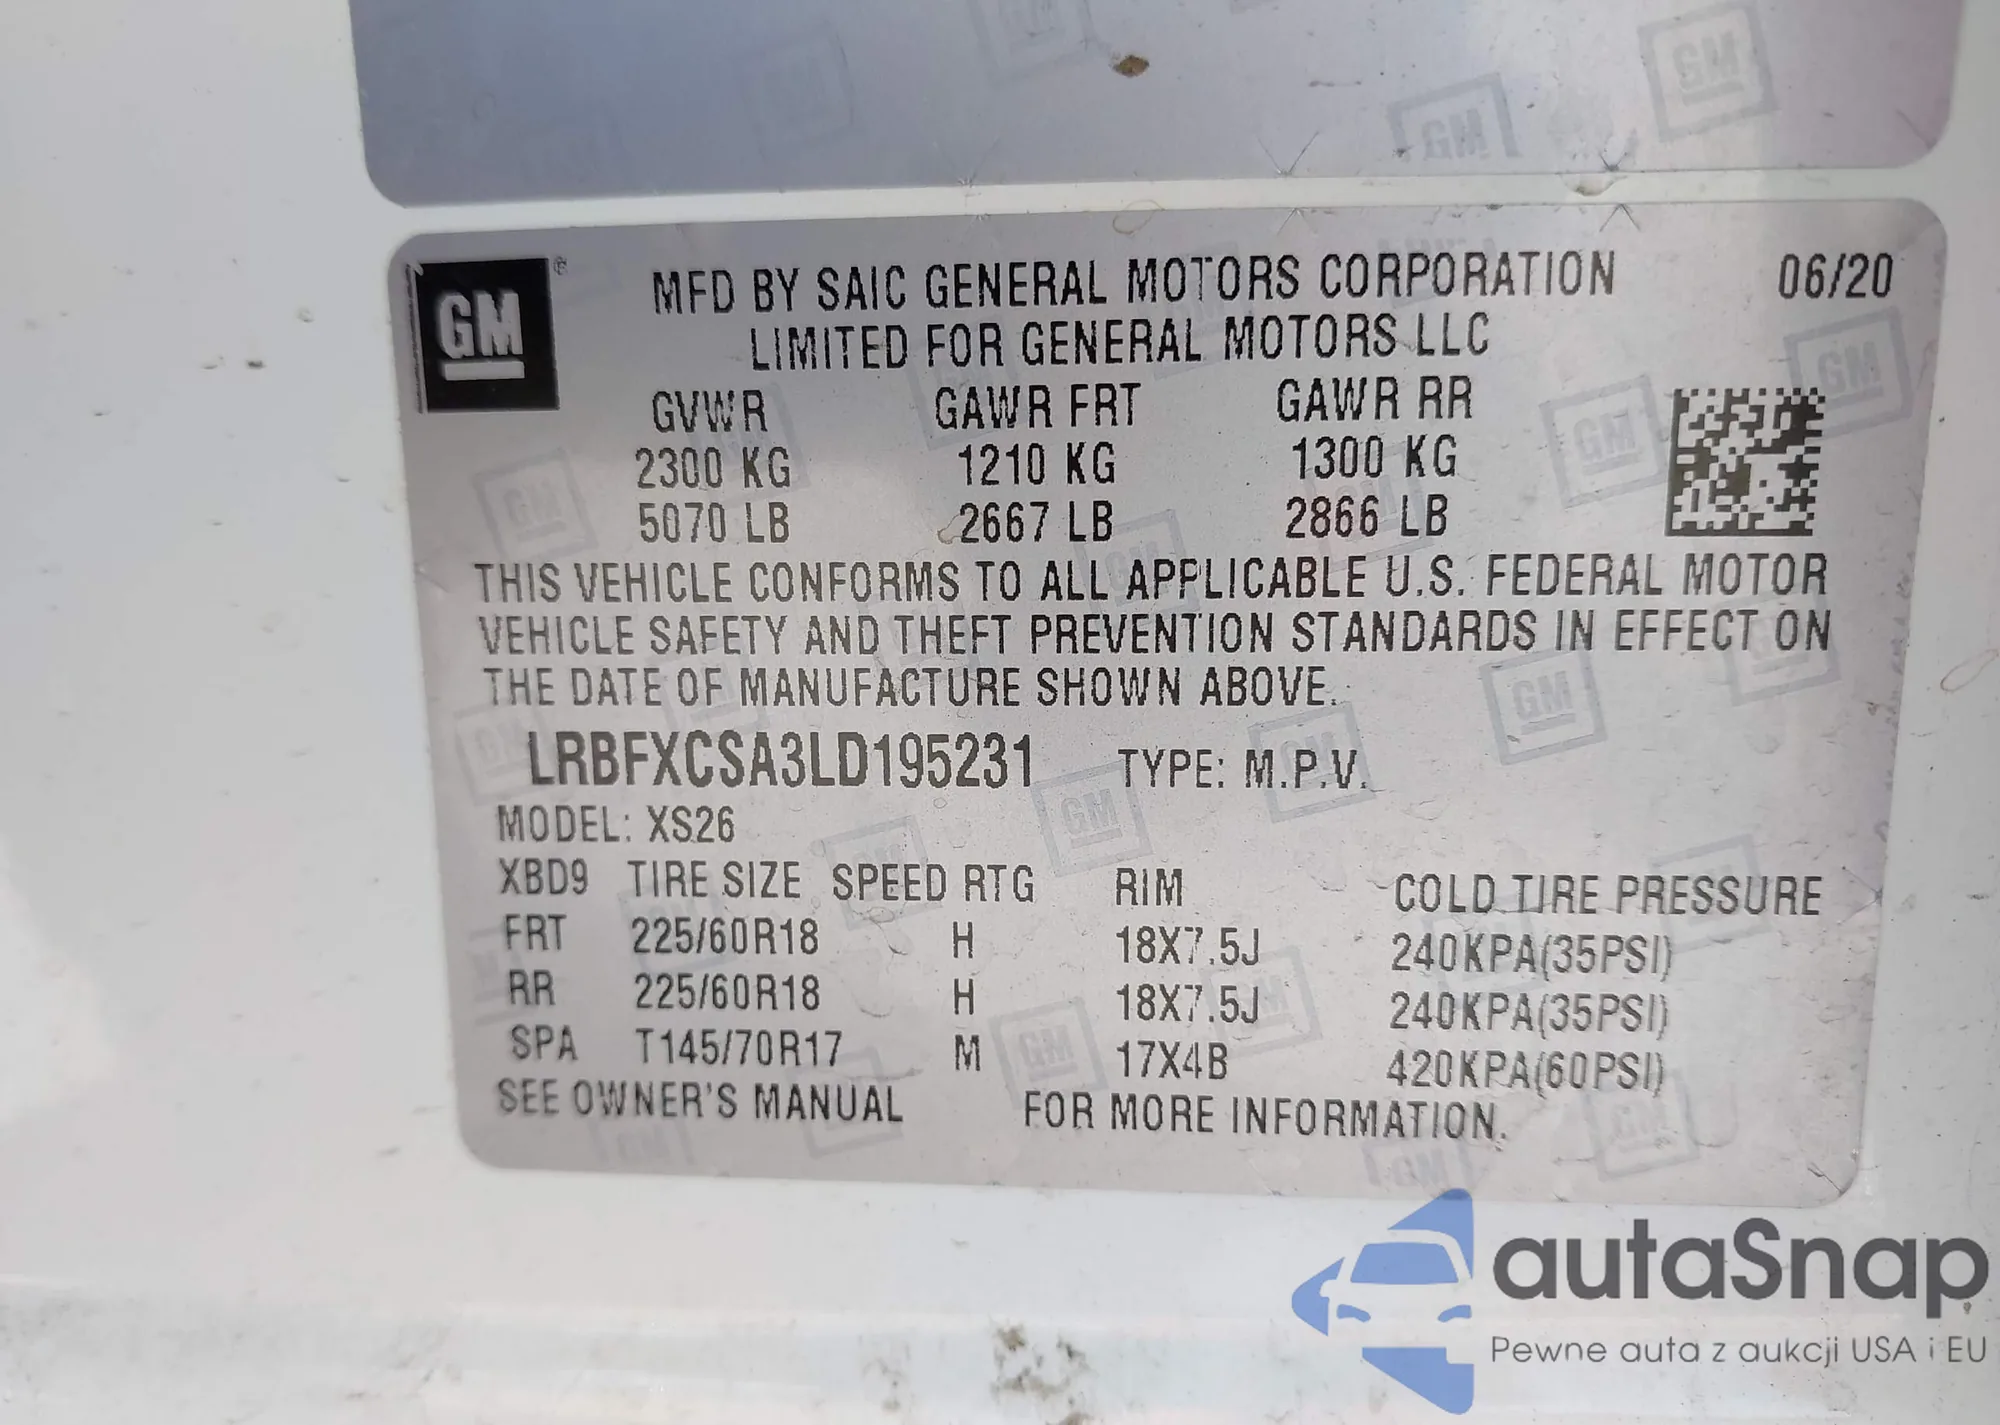 GM ®
MFD BY SAIC GENERAL MOTORS CORPORATION 06/20
LIMITED FOR GENERAL MOTORS LLC
GVWR GAWR FRT GAWR RR
2300 KG 1210 KG 1300 KG
5070 LB 2667 LB 2866 LB
THIS VEHICLE CONFORMS TO ALL APPLICABLE U.S. FEDERAL MOTOR
VEHICLE SAFETY AND THEFT PREVENTION STANDARDS IN EFFECT ON
THE DATE OF MANUFACTURE SHOWN ABOVE.
LRBFXCSA3LD195231 TYPE: M.P.V.
MODEL: XS26
XBD9 TIRE SIZE SPEED RTG RIM COLD TIRE PRESSURE
FRT 225/60R18 H 18X7.5J 240KPA(35PSI)
RR 225/60R18 H 18X7.5J 240KPA(35PSI)
SPA T145/70R17 M 17X4B 420KPA(60PSI)
SEE OWNER'S MANUAL FOR MORE INFORMATION.
autaSnap
Pewne auta z aukcji USA i EU